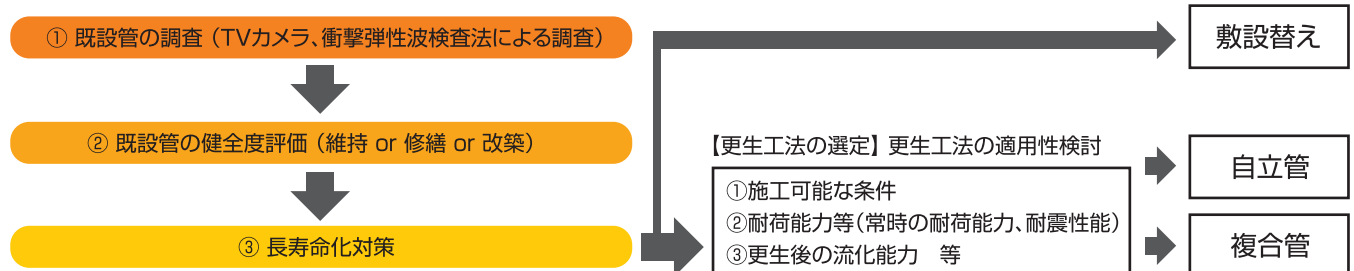 ① 既設管の調査（TVカメラ、衝撃弾性波検査法による調査）
敷設替え
② 既設管の健全度評価（維持 or 修繕 or 改築）
【更生工法の選定】更生工法の適用性検討
①施工可能な条件
②耐荷能力等（常時の耐荷能力、耐震性能）
③更生後の流化能力　等
自立管
複合管
③ 長寿命化対策